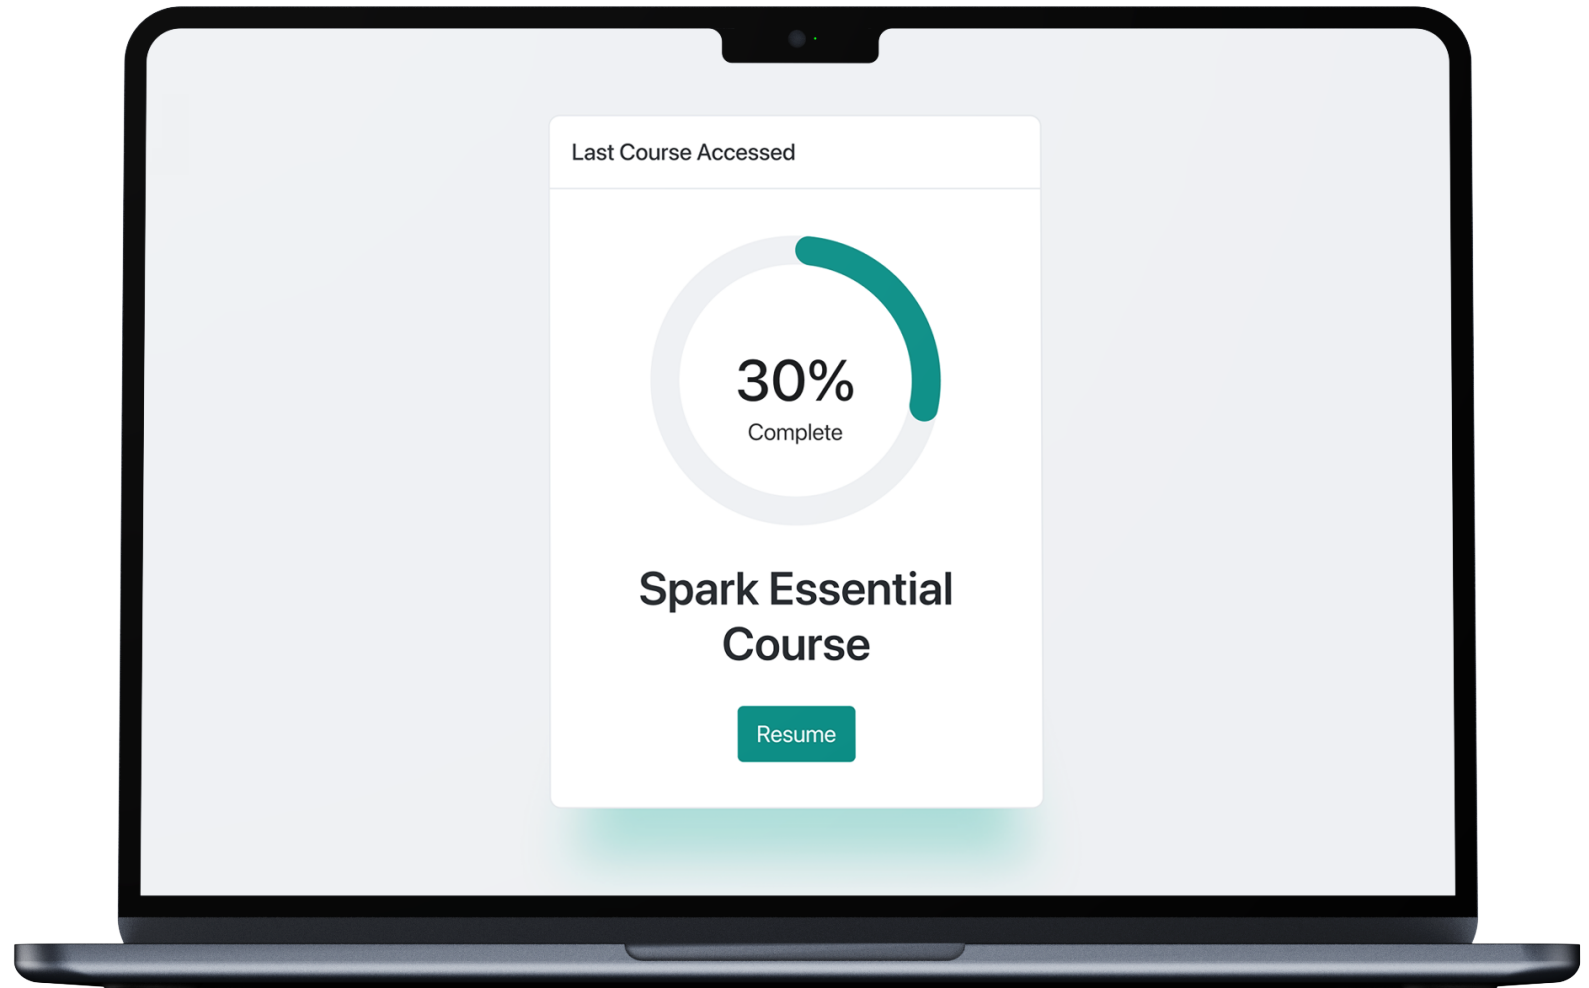 Last Course Accessed
30%
Complete
Spark Essential
Course
Resume